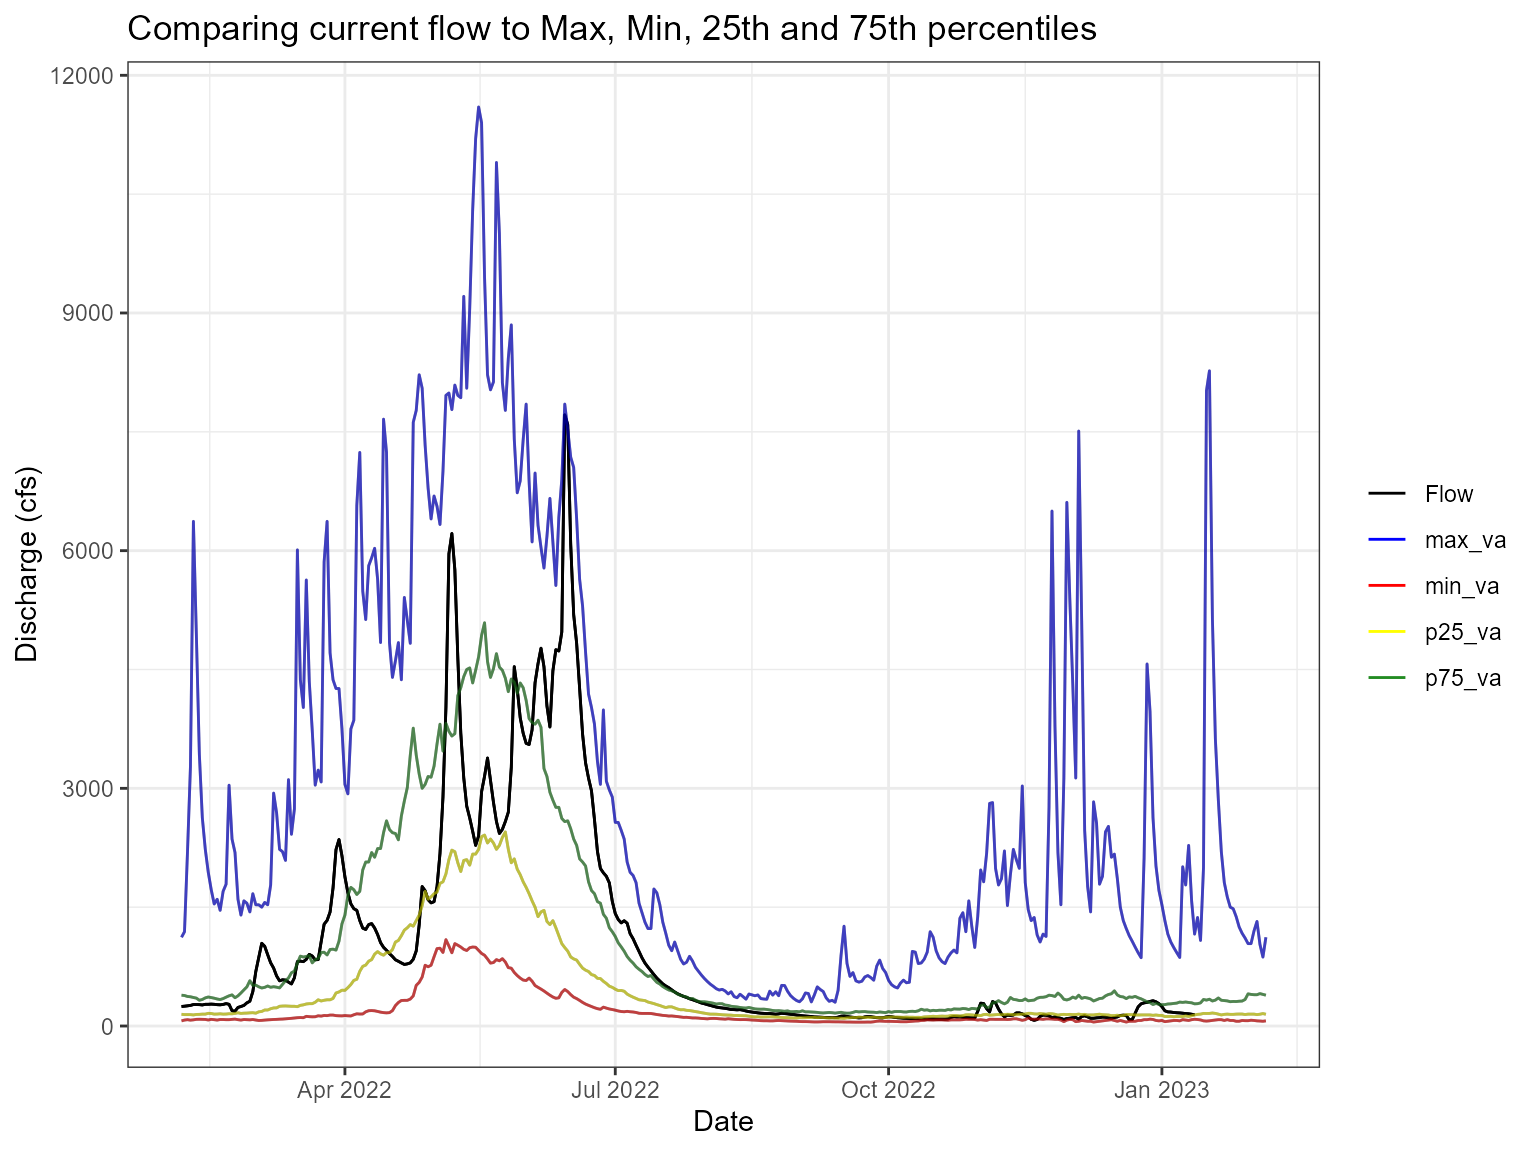 Comparing current flow to Max, Min, 25th and 75th percentiles
12000
9000
6000
3000
0
Discharge (cfs)
Apr 2022
Jul 2022
Oct 2022
Jan 2023
Date
Flow
max_va
min_va
p25_va
p75_va